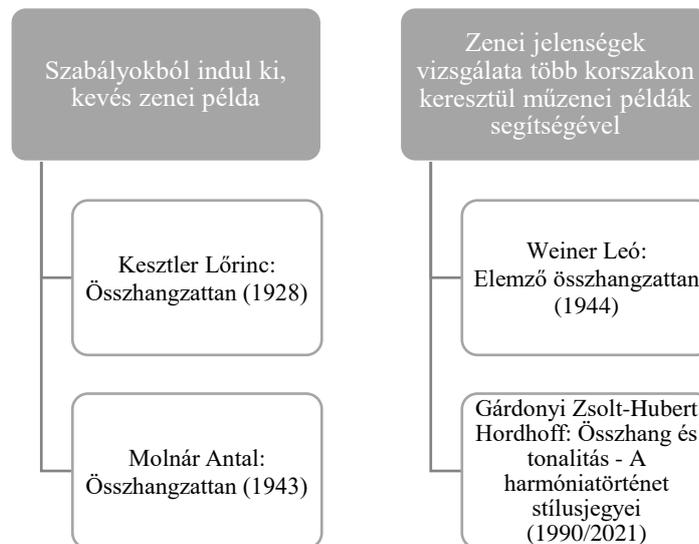 Szabályokból indul ki,
kevés zenei példa
Kesztler Lőrinc:
Összhangzattan (1928)
Molnár Antal:
Összhangzattan (1943)
Zenei jelenségek
vizsgálata több korszakon
keresztül műzenei példák
segítségével
Weiner Leó:
Elemző összhangzattan
(1944)
Gárdonyi Zsolt-Hubert
Hordhoff: Összhang és
tonalitás - A
harmóniatörténet
stílusjegyei
(1990/2021)